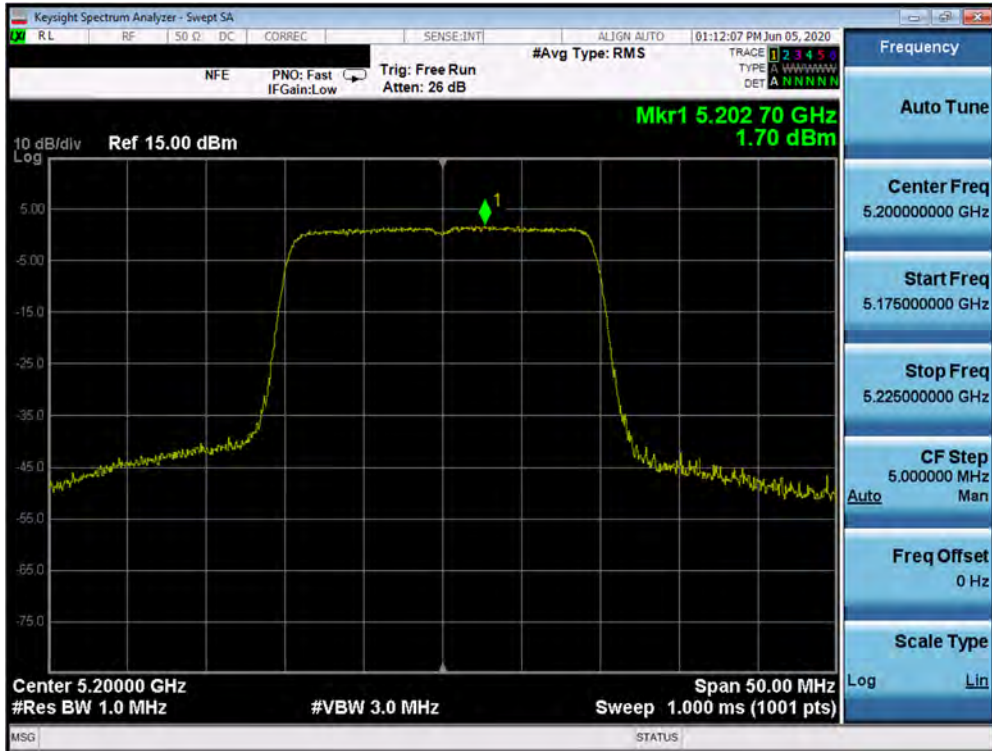 Keysight Spectrum Analyzer - Swept SA
LXI RL RF 50 Ω DC CORREC SENSE:INT ALIGN AUTO 01:12:07 PM Jun 05, 2020
NFE PNO: Fast IFGain:Low Trig: Free Run Atten: 26 dB #Avg Type: RMS
TRACE 1 2 3 4 5 6
TYPE A WWWWW
DET A N N N N N
Mkr1 5.202 70 GHz
1.70 dBm
10 dB/div Ref 15.00 dBm
Log
1
5.00
-5.00
-15.0
-25.0
-35.0
-45.0
-55.0
-65.0
-75.0
Center 5.20000 GHz Span 50.00 MHz
#Res BW 1.0 MHz #VBW 3.0 MHz Sweep 1.000 ms (1001 pts)
MSG STATUS
Frequency
Auto Tune
Center Freq
5.200000000 GHz
Start Freq
5.175000000 GHz
Stop Freq
5.225000000 GHz
CF Step
5.000000 MHz
Auto Man
Freq Offset
0 Hz
Scale Type
Log Lin